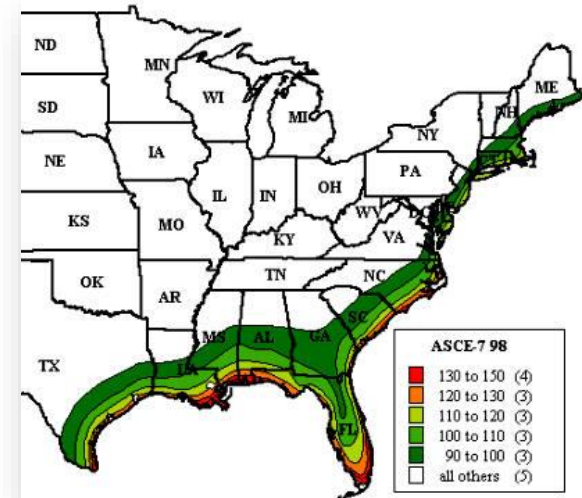 ND
MN
ME
WI
NH
SD
MI
NY
IA
NE
PA
IL
IN
OH
WV
KS
MO
VA
KY
TN
NC
OK
AR
SC
MS
AL
GA
TX
LA
FL
ASCE-7 98
130 to 150 (4)
120 to 130 (3)
110 to 120 (3)
100 to 110 (3)
90 to 100 (3)
all others (5)